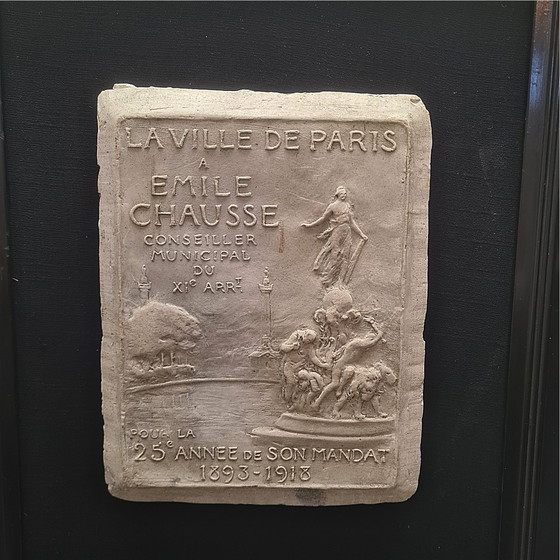 LA VILLE DE PARIS
A
EMILE
CHAUSSE
CONSEILLER
MUNICIPAL
DU
XIe ARRT
POUR LA
25e ANNEE DE SON MANDAT
1893-1918